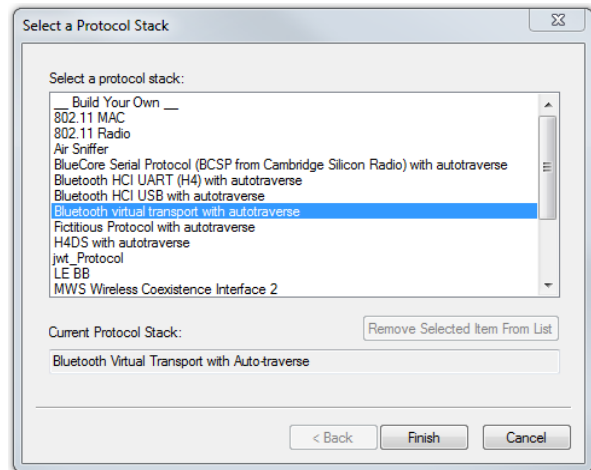 Select a Protocol Stack
Select a protocol stack:
__ Build Your Own __
802.11 MAC
802.11 Radio
Air Sniffer
BlueCore Serial Protocol (BCSP from Cambridge Silicon Radio) with autotraverse
Bluetooth HCI UART (H4) with autotraverse
Bluetooth HCI USB with autotraverse
Bluetooth virtual transport with autotraverse
Fictitious Protocol with autotraverse
H4DS with autotraverse
jwt_Protocol
LE BB
MWS Wireless Coexistence Interface 2
Current Protocol Stack:
Remove Selected Item From List
Bluetooth Virtual Transport with Auto-traverse
< Back
Finish
Cancel